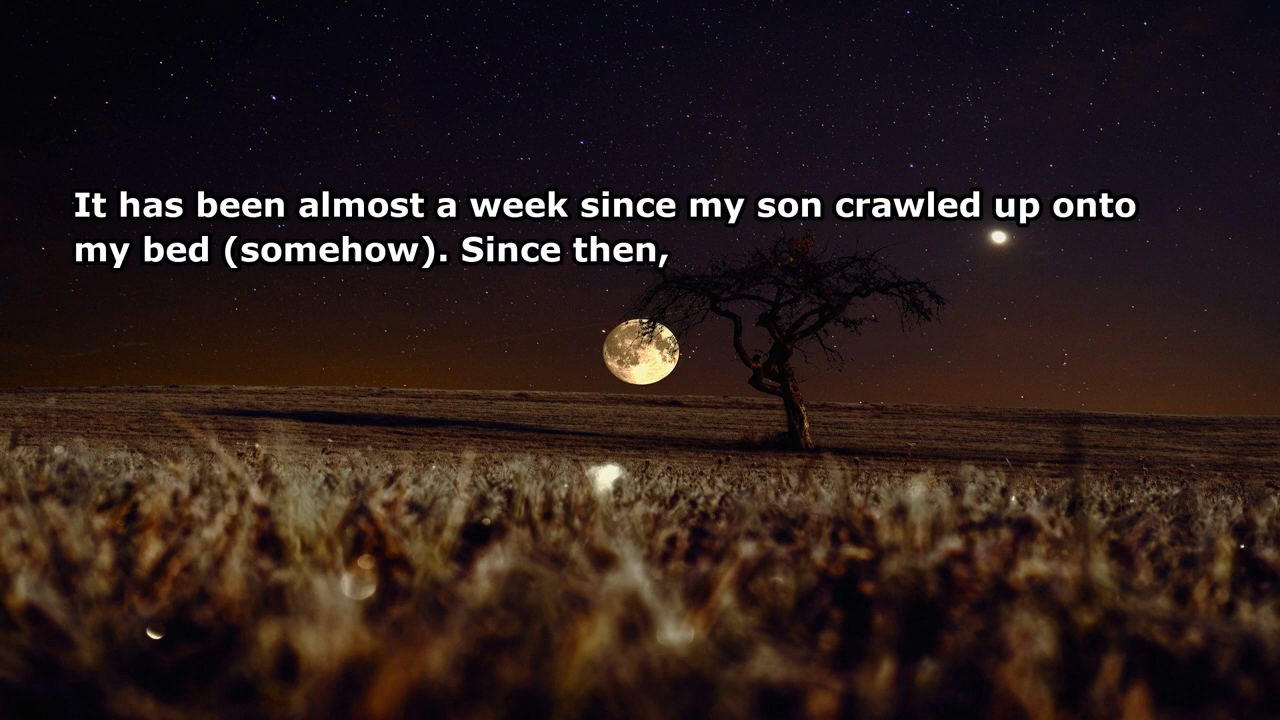 It has been almost a week since my son crawled up onto
my bed (somehow). Since then,